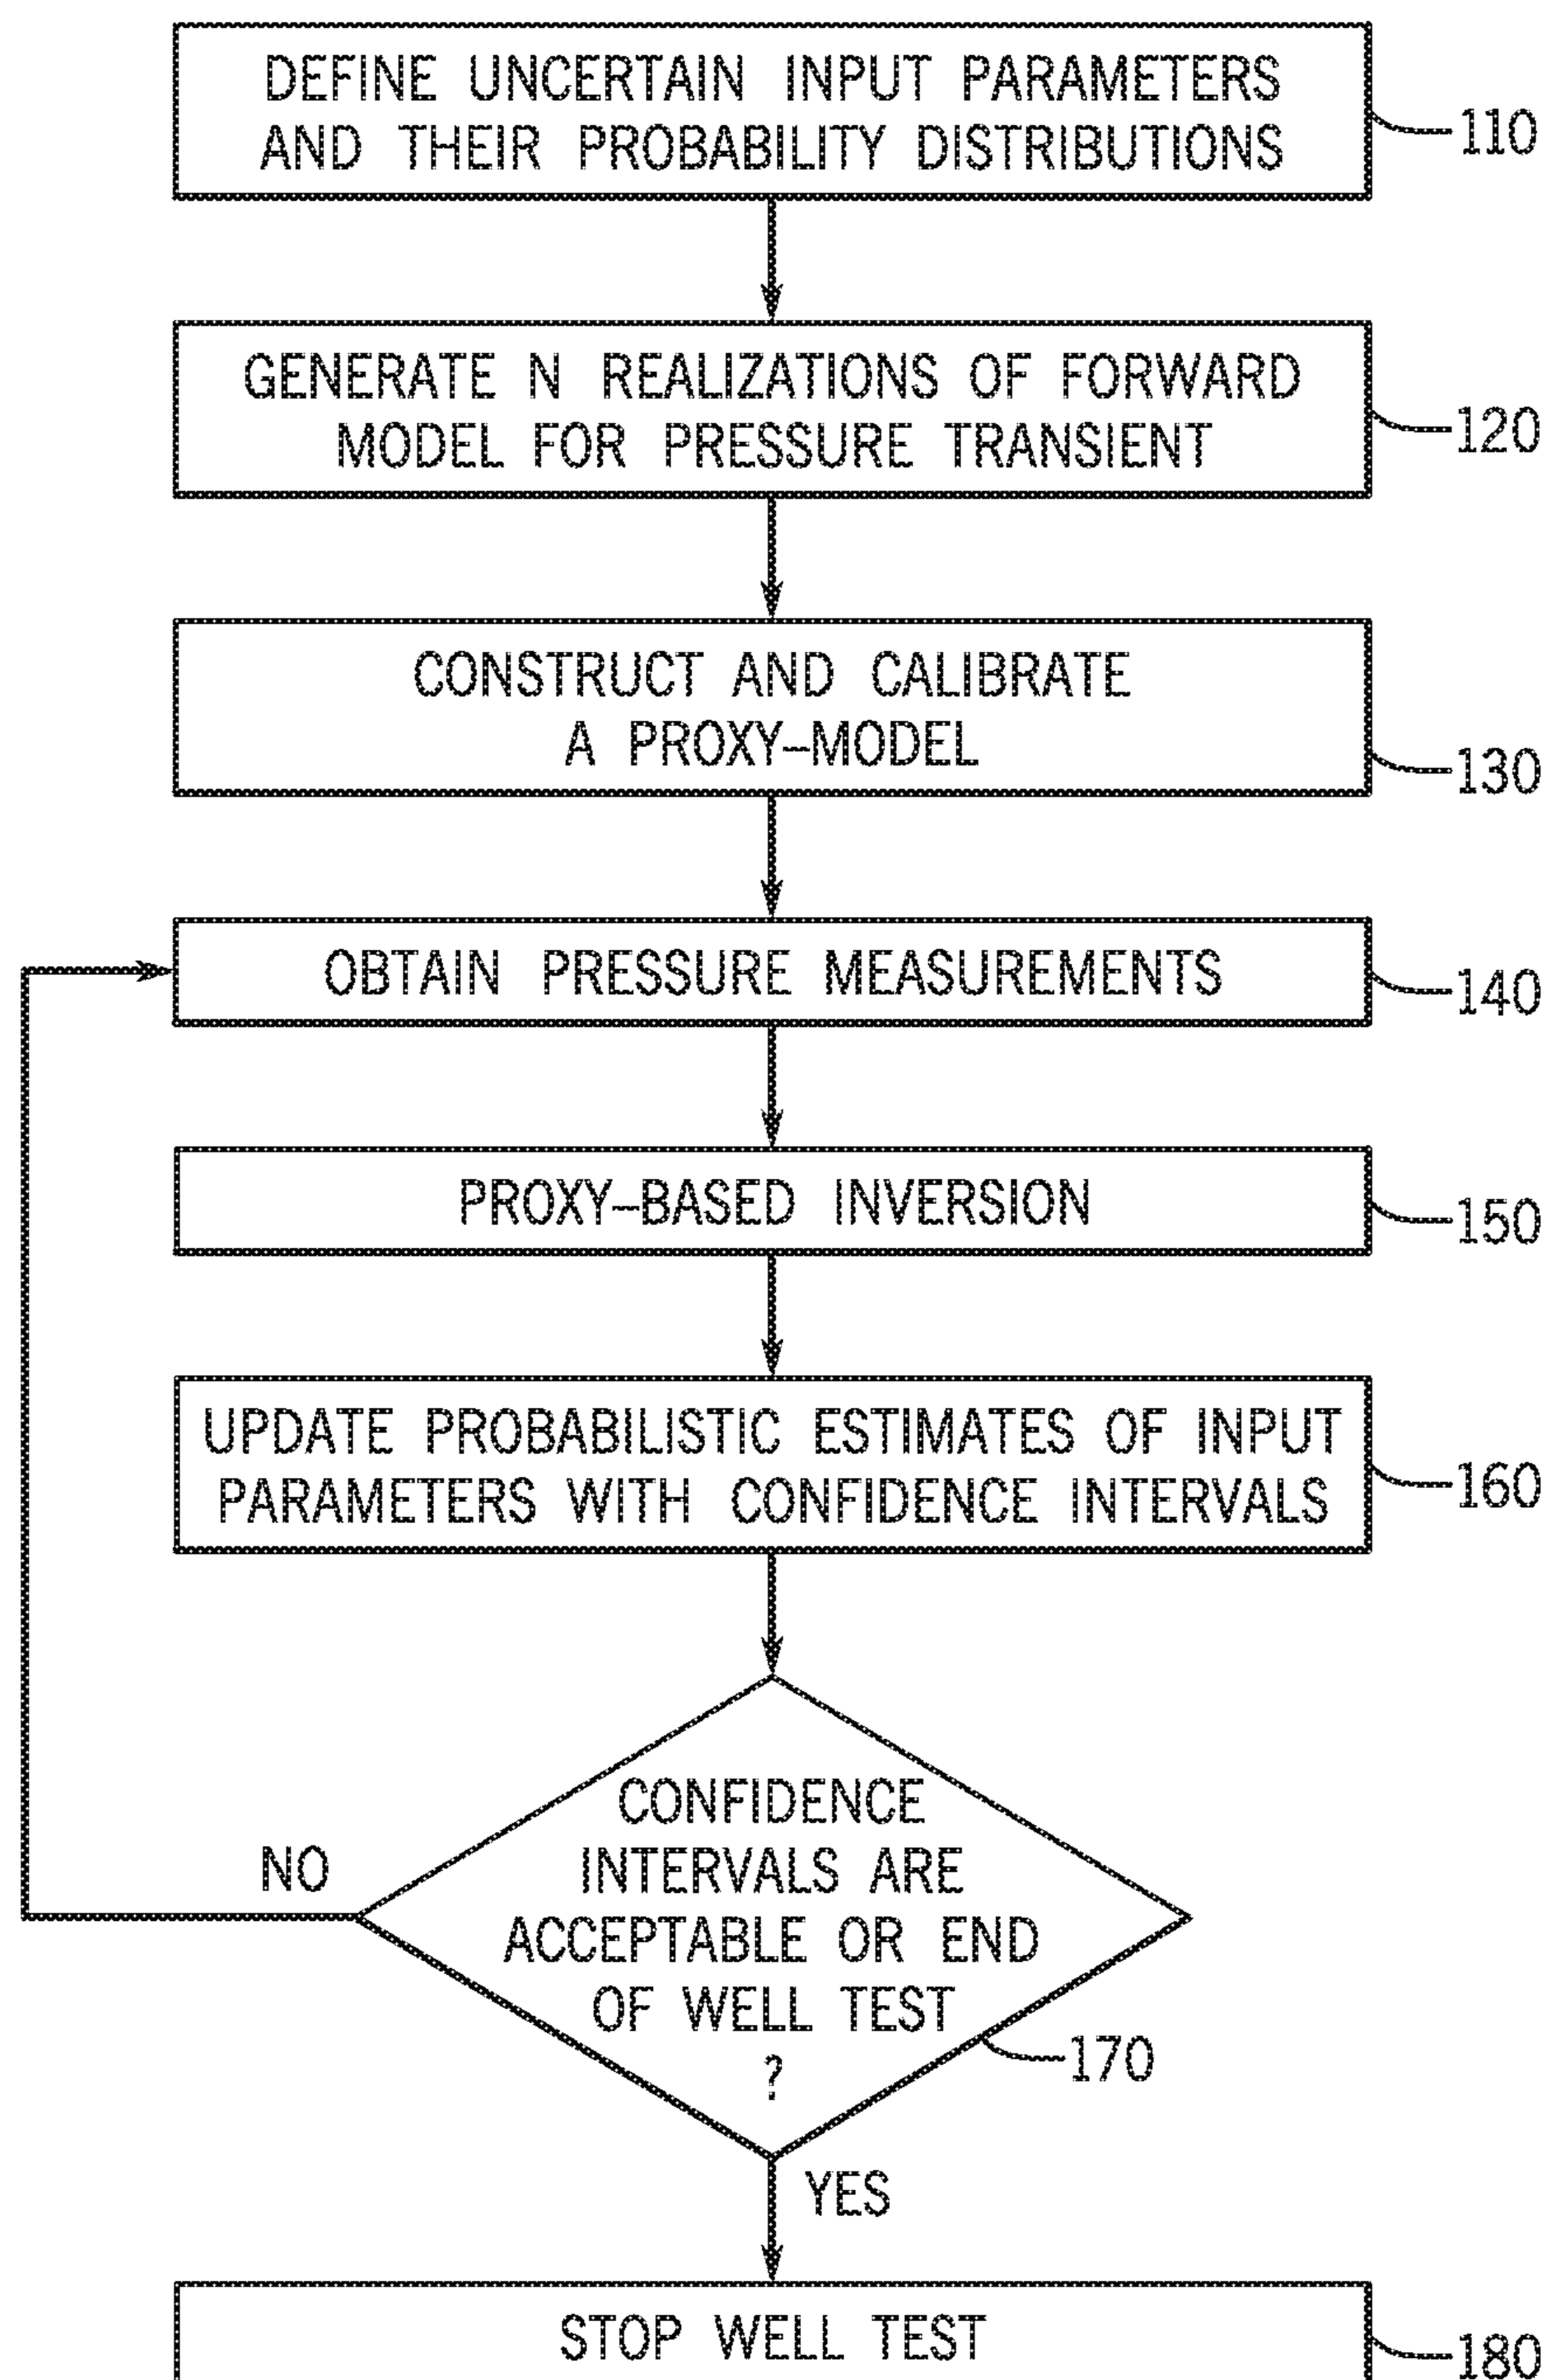 DEFINE UNCERTAIN INPUT PARAMETERS
AND THEIR PROBABILITY DISTRIBUTIONS
110
GENERATE N REALIZATIONS OF FORWARD
MODEL FOR PRESSURE TRANSIENT
120
CONSTRUCT AND CALIBRATE
A PROXY–MODEL
130
OBTAIN PRESSURE MEASUREMENTS
140
PROXY–BASED INVERSION
150
UPDATE PROBABILISTIC ESTIMATES OF INPUT
PARAMETERS WITH CONFIDENCE INTERVALS
160
CONFIDENCE
INTERVALS ARE
ACCEPTABLE OR END
OF WELL TEST
?
NO
170
YES
STOP WELL TEST
180